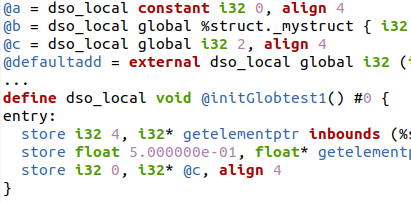 @a = dso_local constant i32 0, align 4
@b = dso_local global %struct._mystruct { i32
@c = dso_local global i32 2, align 4
@defaultadd = external dso_local global i32 (
...
define dso_local void @initGlobtest1() #0 {
entry:
  store i32 4, i32* getelementptr inbounds (%s
  store float 5.000000e-01, float* getelementp
  store i32 0, i32* @c, align 4
}